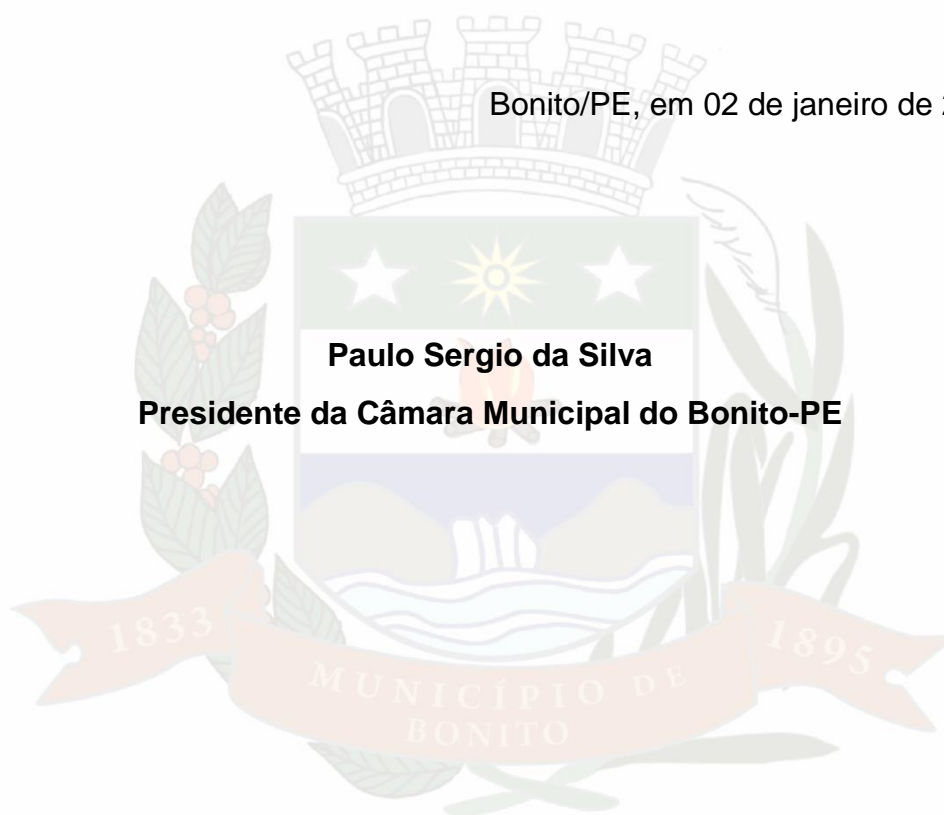 Bonito/PE, em 02 de janeiro de
Paulo Sergio da Silva
Presidente da Câmara Municipal do Bonito-PE
1833
1895
MUNICÍPIO DE
BONITO